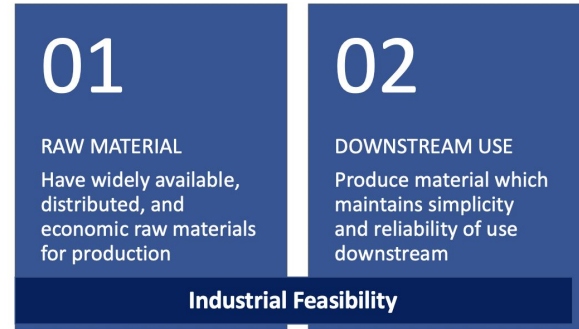 01
RAW MATERIAL
Have widely available,
distributed, and
economic raw materials
for production
02
DOWNSTREAM USE
Produce material which
maintains simplicity
and reliability of use
downstream
Industrial Feasibility